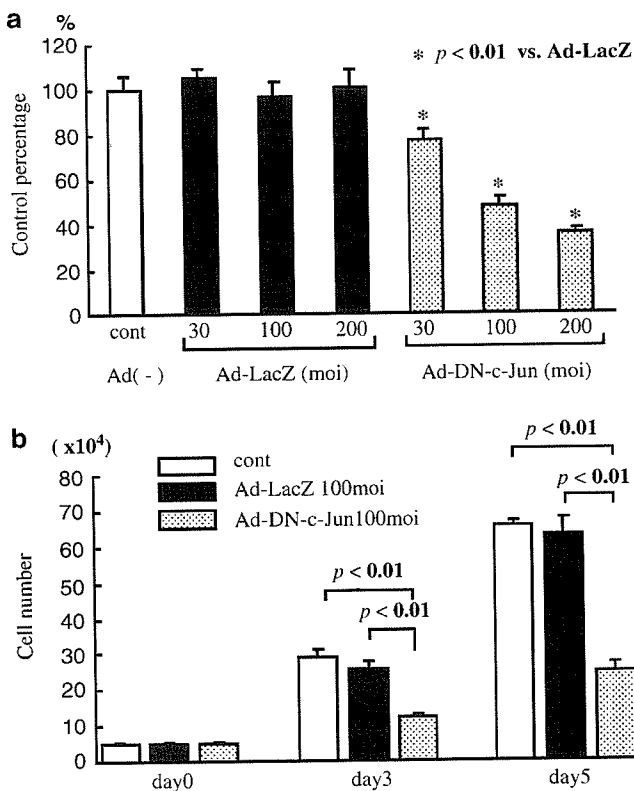 a
%
120
100
80
60
40
20
0
Control percentage
* p < 0.01 vs. Ad-LacZ
*
*
*
cont
30 100 200
30 100 200
Ad( - )
Ad-LacZ (moi)
Ad-DN-c-Jun (moi)
b
( x10⁴)
80
70
60
50
40
30
20
10
0
Cell number
cont
Ad-LacZ 100moi
Ad-DN-c-Jun100moi
p < 0.01
p < 0.01
p < 0.01
p < 0.01
day0
day3
day5